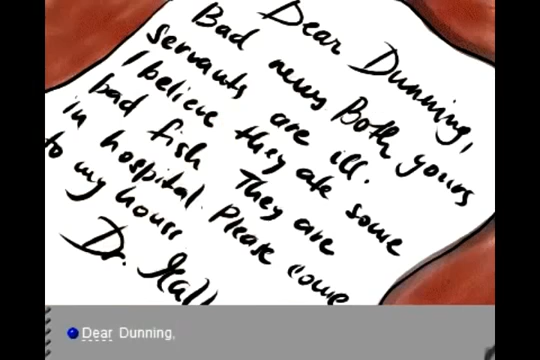 Dear Dunning,
Bad news Both yours
servants are ill.
I believe they ate some
bad fish They are
in hospital. Please come
to my house
Dr. Hall
Dear Dunning,